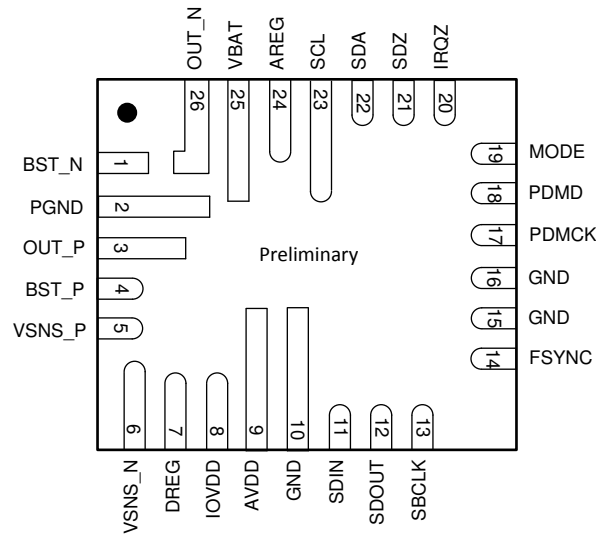 OUT_N
VBAT
AREG
SCL
SDA
SDZ
IRQZ
26
25
24
23
22
21
20
BST_N
1
PGND
2
OUT_P
3
BST_P
4
VSNS_P
5
19
MODE
18
PDMD
17
PDMCK
16
GND
15
GND
14
FSYNC
Preliminary
6
7
8
9
10
11
12
13
VSNS_N
DREG
IOVDD
AVDD
GND
SDIN
SDOUT
SBCLK